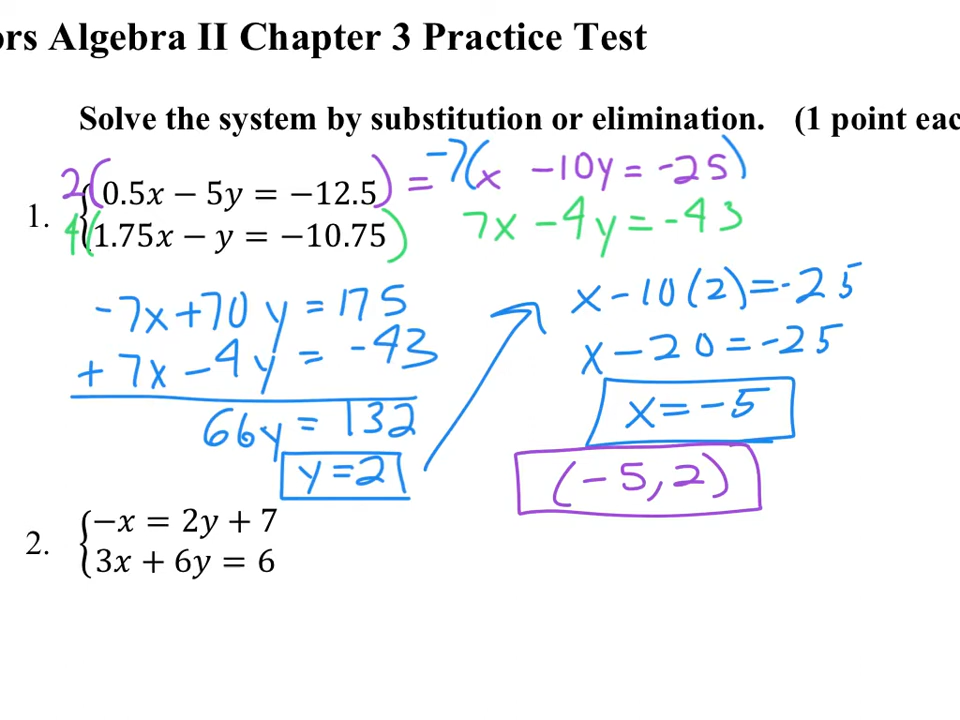 ors Algebra II Chapter 3 Practice Test
Solve the system by substitution or elimination. (1 point eac
1. 2(0.5x − 5y = −12.5) = -7(x -10y = -25)
4(1.75x − y = −10.75) 7x -4y = -43
-7x+70y = 175
+ 7x -4y = -43
66y = 132
y=2
x-10(2)=-25
x-20=-25
x=-5
(-5,2)
2. −x = 2y + 7
3x + 6y = 6